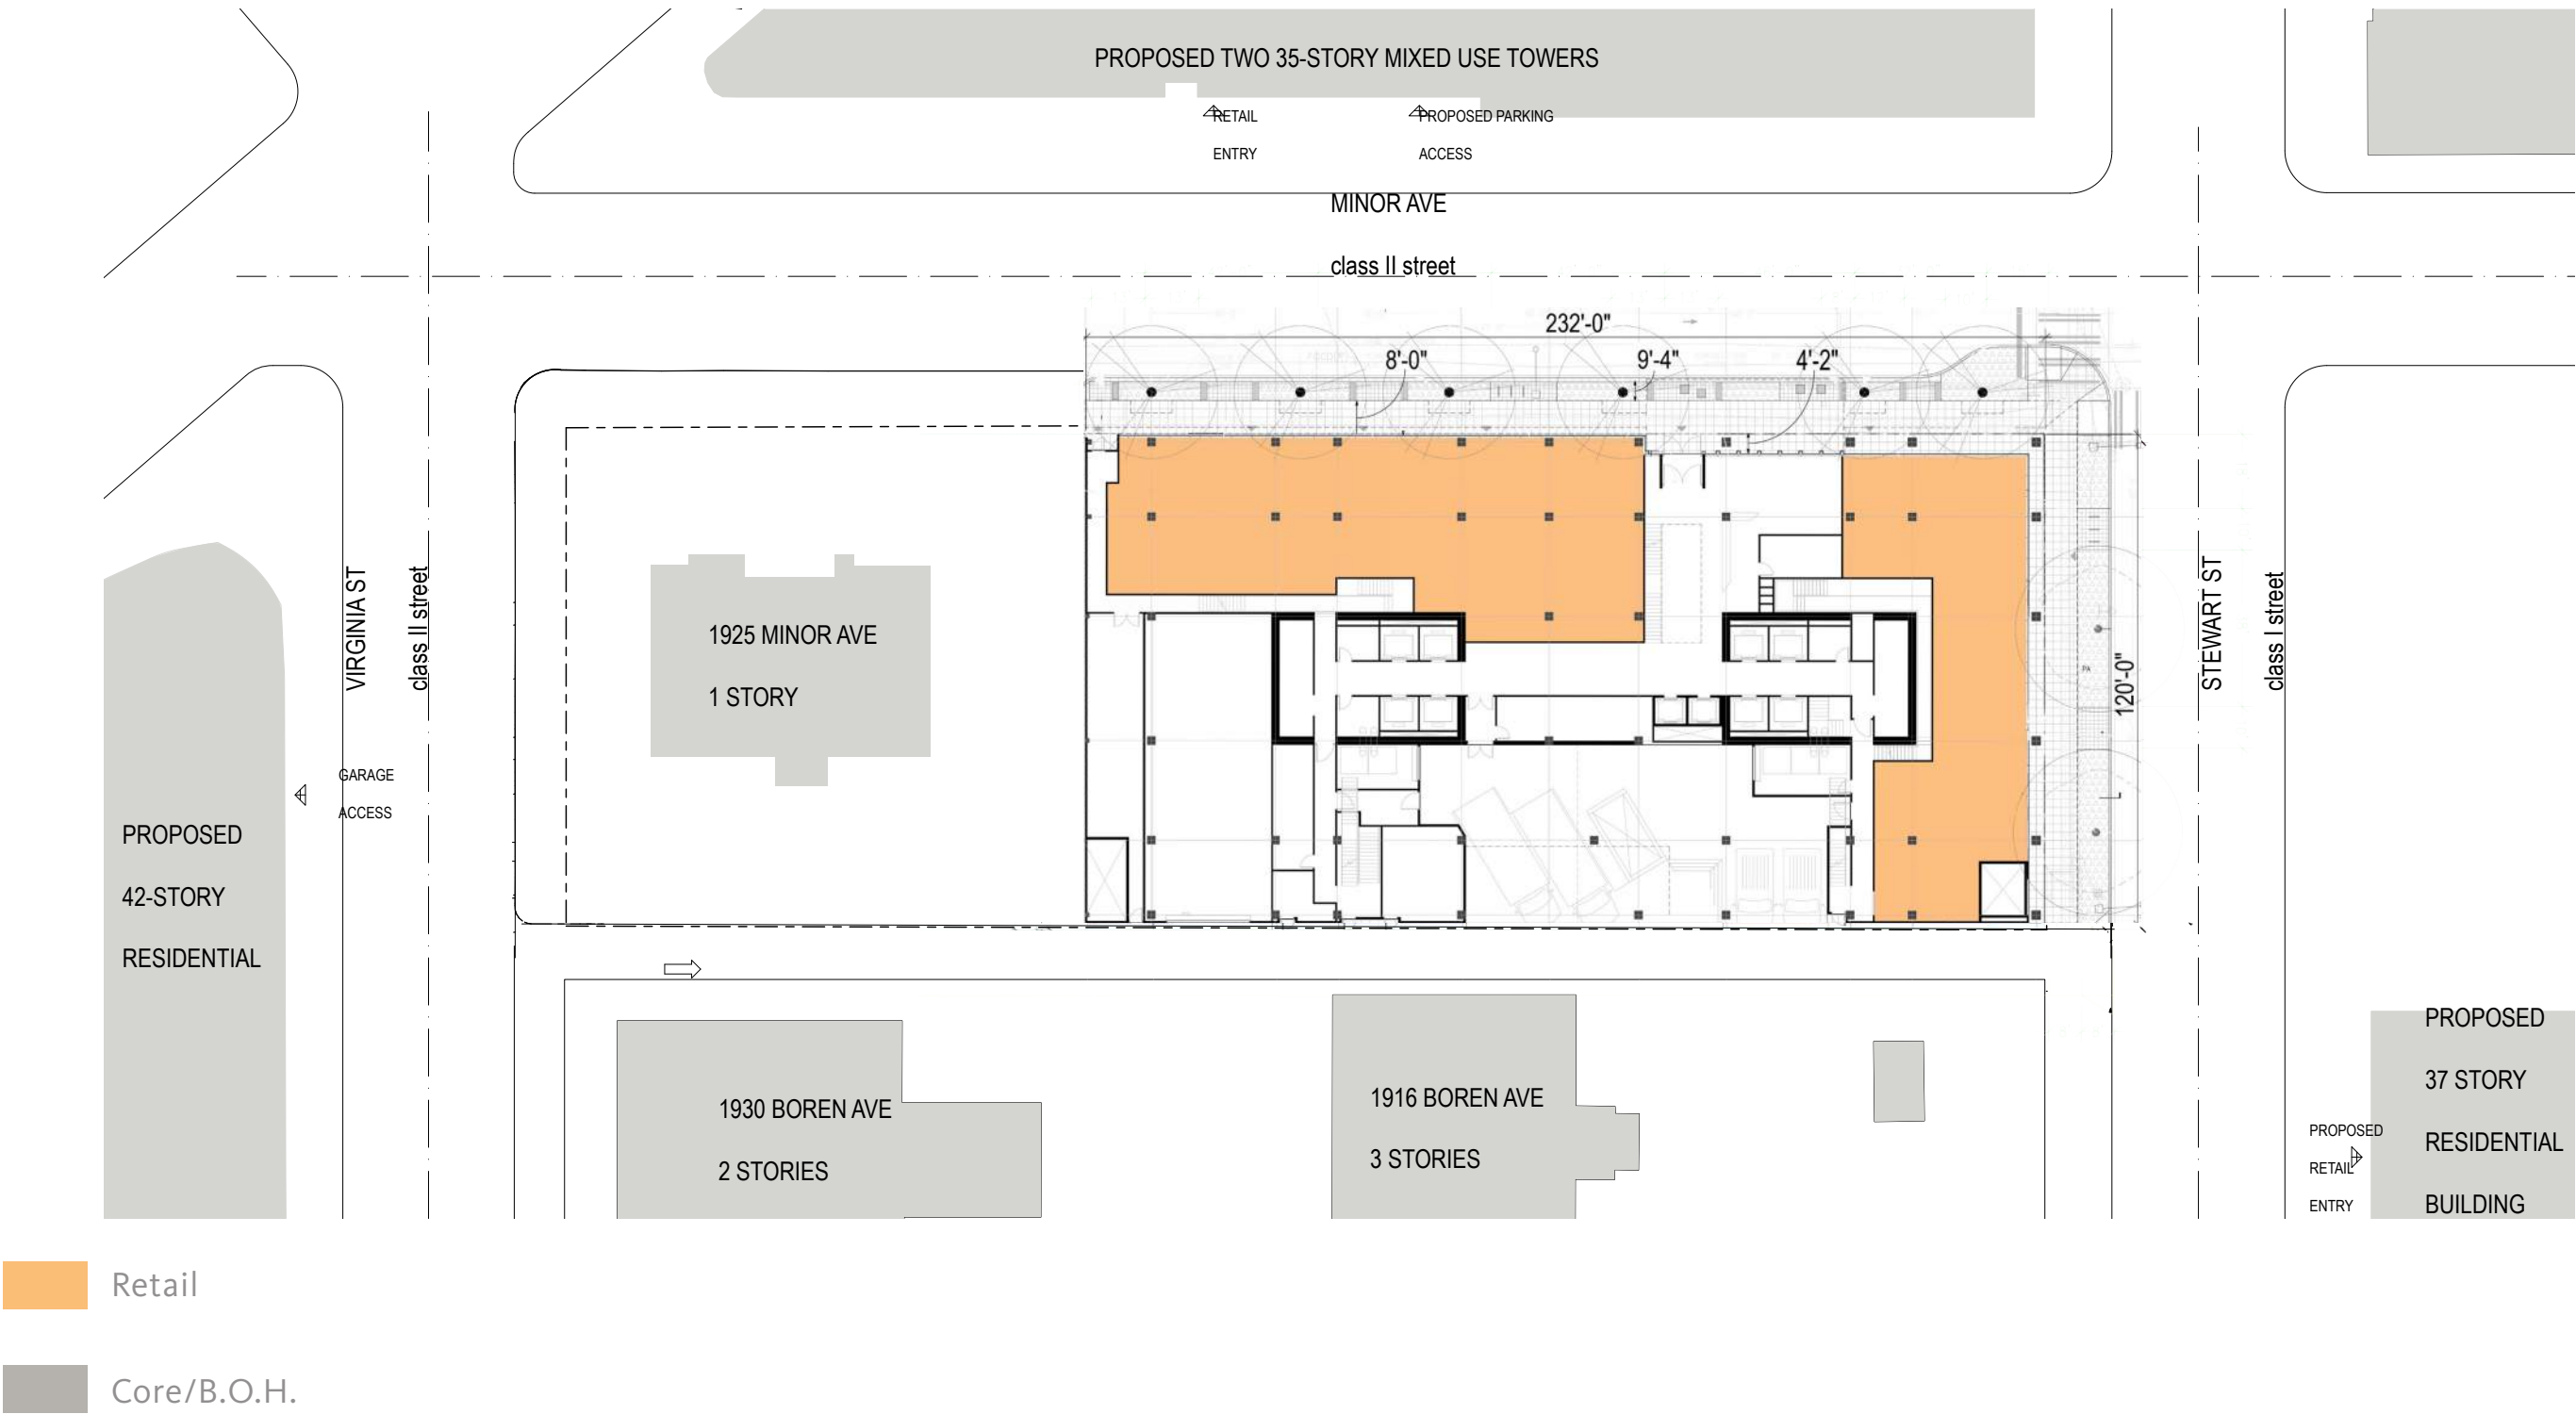 PROPOSED TWO 35-STORY MIXED USE TOWERS
RETAIL
ENTRY
PROPOSED PARKING
ACCESS
MINOR AVE
class II street
232'-0"
8'-0"
9'-4"
4'-2"
VIRGINIA ST
class II street
1925 MINOR AVE
1 STORY
120'-0"
STEWART ST
class I street
PA
GARAGE
ACCESS
PROPOSED
42-STORY
RESIDENTIAL
1930 BOREN AVE
2 STORIES
1916 BOREN AVE
3 STORIES
PROPOSED
RETAIL
ENTRY
PROPOSED
37 STORY
RESIDENTIAL
BUILDING
Retail
Core/B.O.H.